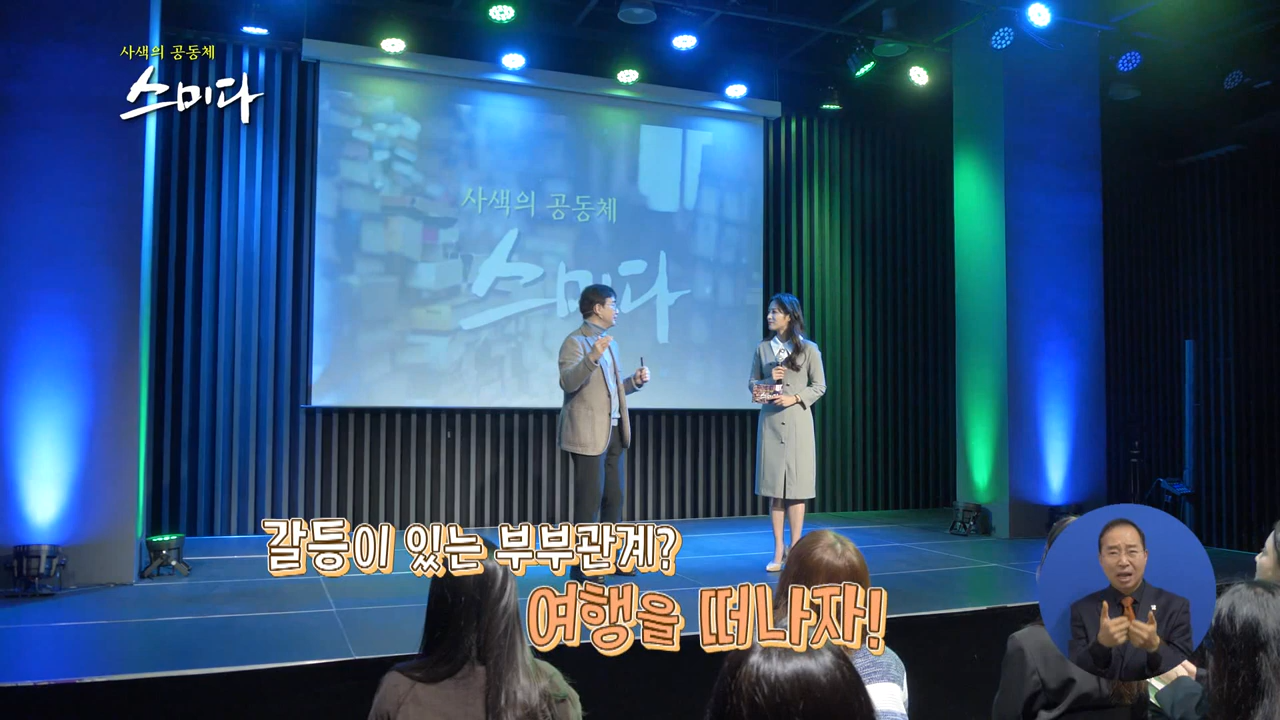 사색의 공동체
스미다
사색의 공동체
스미다
갈등이 있는 부부관계?
여행을 떠나자!